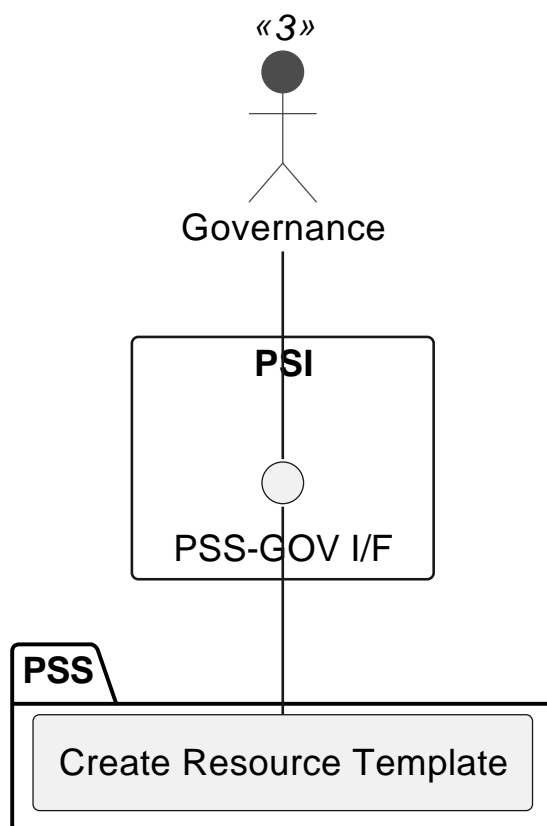 «3»
Governance
PSI
PSS-GOV I/F
PSS
Create Resource Template